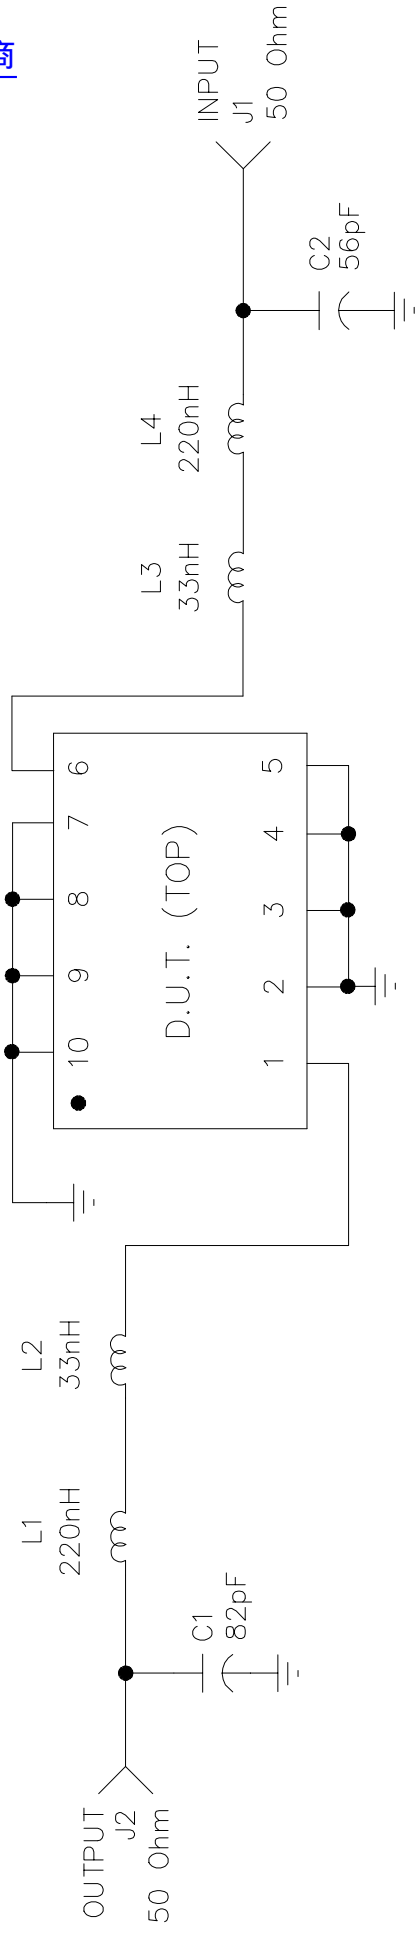 商
OUTPUT
J2
50 Ohm
C1
82pF
L1
220nH
L2
33nH
10 9 8 7 6
D.U.T. (TOP)
1 2 3 4 5
L3
33nH
L4
220nH
C2
56pF
INPUT
J1
50 Ohm